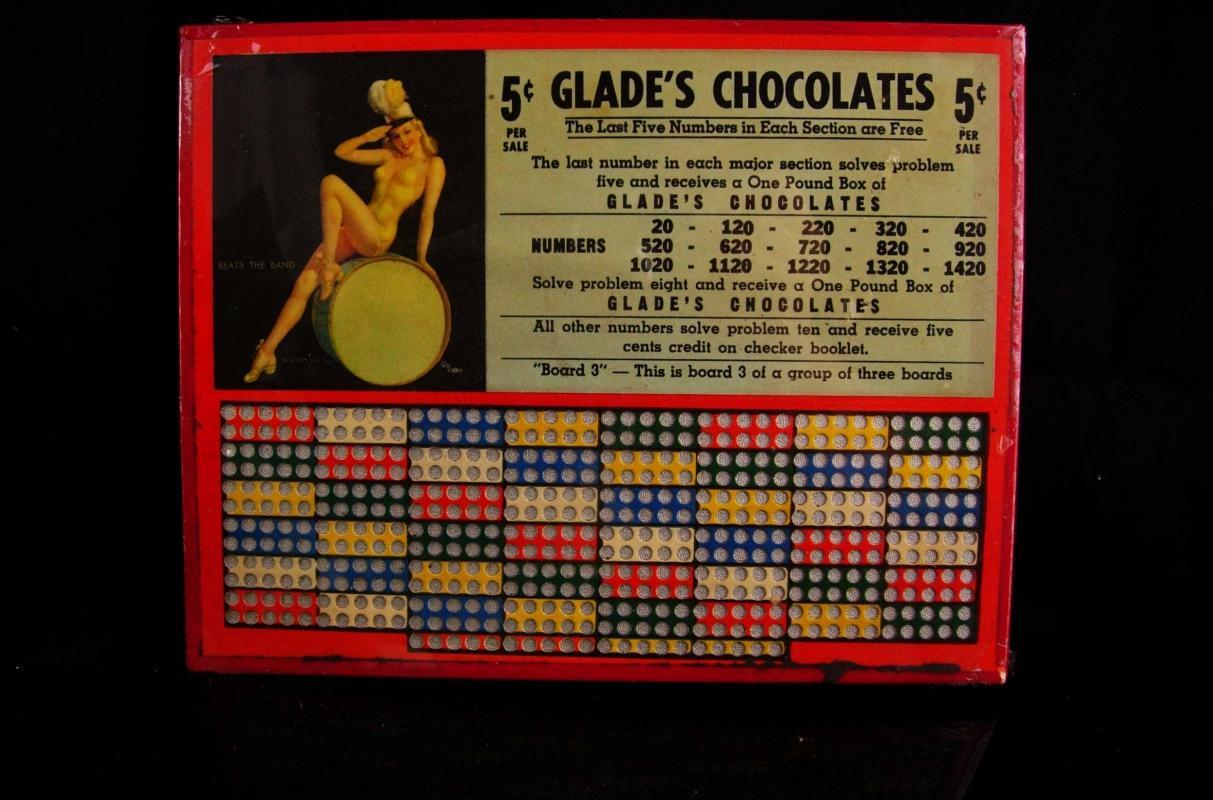 5¢ GLADE'S CHOCOLATES 5¢
PER SALE
The Last Five Numbers in Each Section are Free
PER SALE
The last number in each major section solves problem
five and receives a One Pound Box of
GLADE'S CHOCOLATES
20 - 120 - 220 - 320 - 420
NUMBERS 520 - 620 - 720 - 820 - 920
1020 - 1120 - 1220 - 1320 - 1420
Solve problem eight and receive a One Pound Box of
GLADE'S CHOCOLATES
All other numbers solve problem ten and receive five
cents credit on checker booklet.
"Board 3" — This is board 3 of a group of three boards
BEATS THE BAND